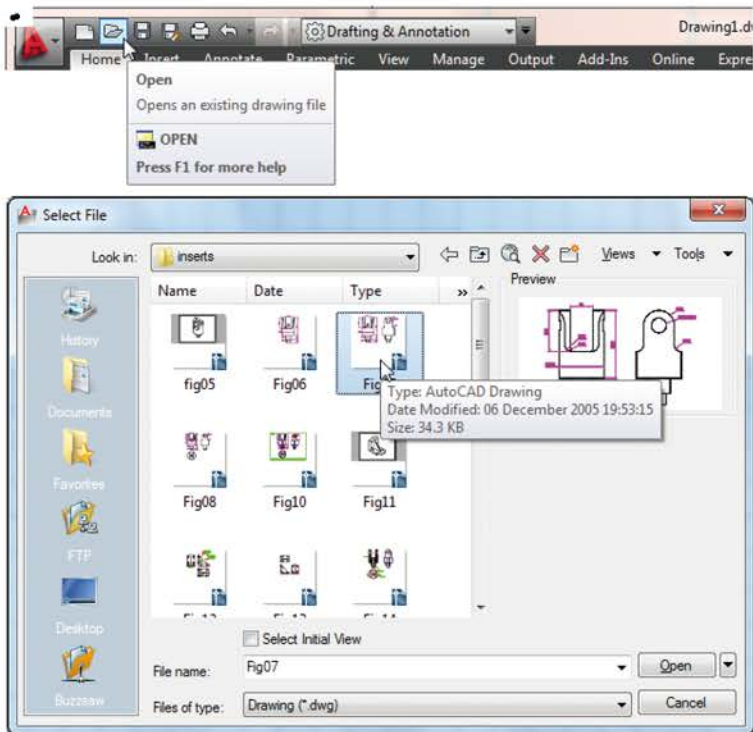 Drafting & Annotation
Drawing1.d
Home Insert Annotate Parametric View Manage Output Add-Ins Online Expre
Open
Opens an existing drawing file
OPEN
Press F1 for more help
Select File
Look in: inserts Views Tools
Name Date Type »
Preview
History
Documents
Favorites
FTP
Desktop
Buzzsaw
fig05 Fig06 Fig
Type: AutoCAD Drawing
Date Modified: 06 December 2005 19:53:15
Size: 34.3 KB
Fig08 Fig10 Fig11
Select Initial View
File name: Fig07 Open
Files of type: Drawing (*.dwg) Cancel